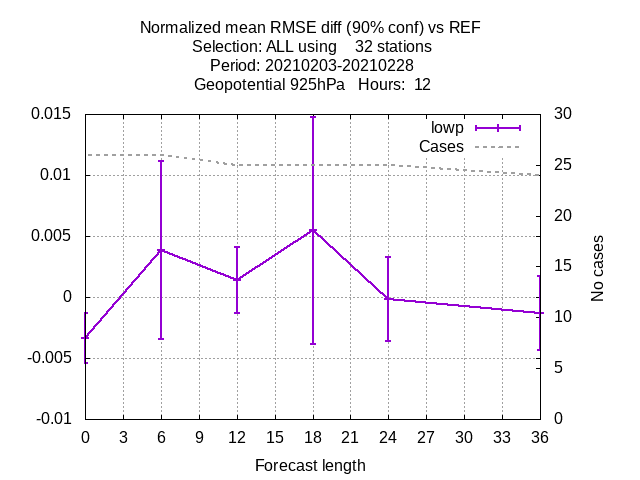 Normalized mean RMSE diff (90% conf) vs REF
Selection: ALL using    32 stations
Period: 20210203-20210228
Geopotential 925hPa   Hours:  12
0.015
0.01
0.005
0
-0.005
-0.01
30
25
20
15
10
5
0
lowp
Cases
No cases
0 3 6 9 12 15 18 21 24 27 30 33 36
Forecast length